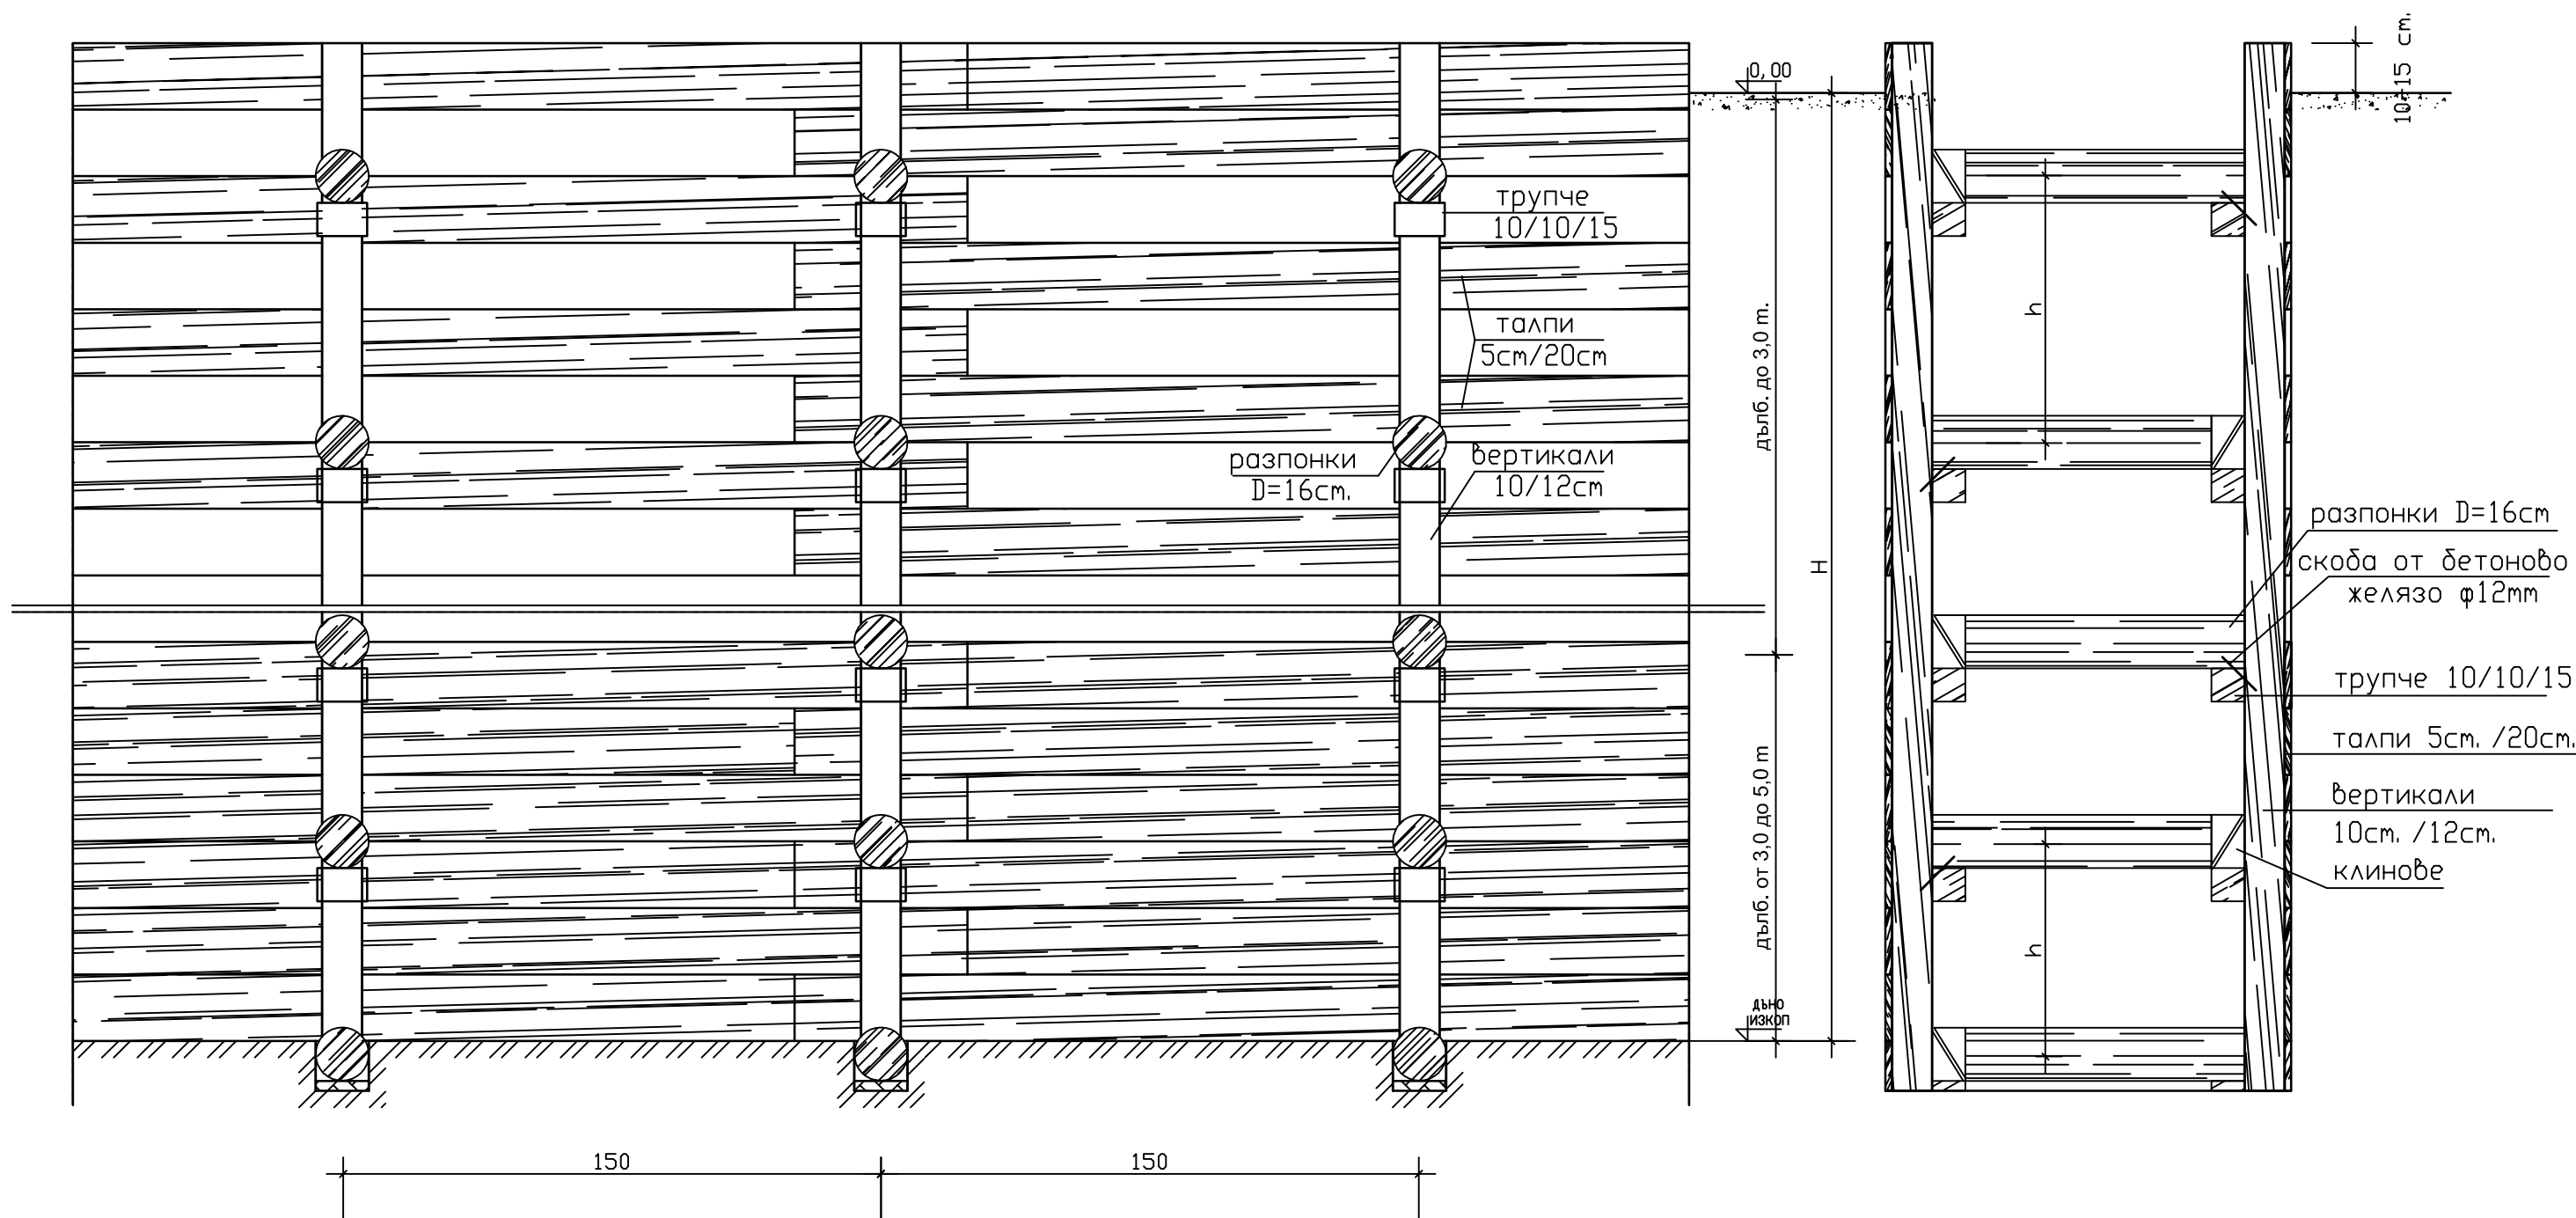 0,00
10-15 cm.
трупче
10/10/15
талпи
5cm/20cm
дълб. до 3,0 m.
h
разпонки
D=16cm.
вертикали
10/12cm
H
разпонки D=16cm
скоба от бетоново
желязо ф12mm
трупче 10/10/15
талпи 5cm. /20cm.
вертикали
10cm. /12cm.
клинове
дълб. от 3,0 до 5,0 m
h
дъно
изкоп
150
150